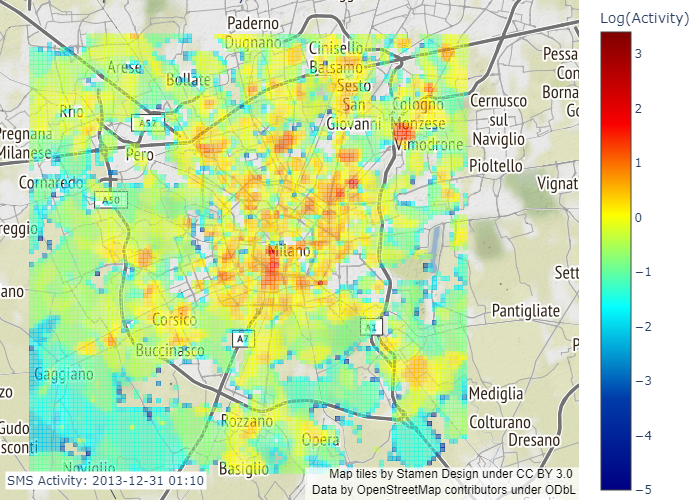 Log(Activity)
Paderno
Dugnano
Cinisello
Balsamo
Arese
Bollate
Sesto
San
Giovanni
Cologno
Monzese
Vimodrone
Cernusco
sul
Naviglio
Pessa
Con
Borna
Go
Rho
A52
Pregnana
Milanese
Pero
Pioltello
Cornaredo
A50
Vignat
reggio
Milano
Sett
ano
Corsico
A7
A1
Pantigliate
P
Buccinasco
Gaggiano
zo
Mediglia
Rozzano
Colturano
Gudo
sconti
Opera
Dresano
Noviglio
Basiglio
3
2
1
0
−1
−2
−3
−4
−5
SMS Activity: 2013-12-31 01:10
Map tiles by Stamen Design under CC BY 3.0
Data by OpenStreetMap contributors under ODbL